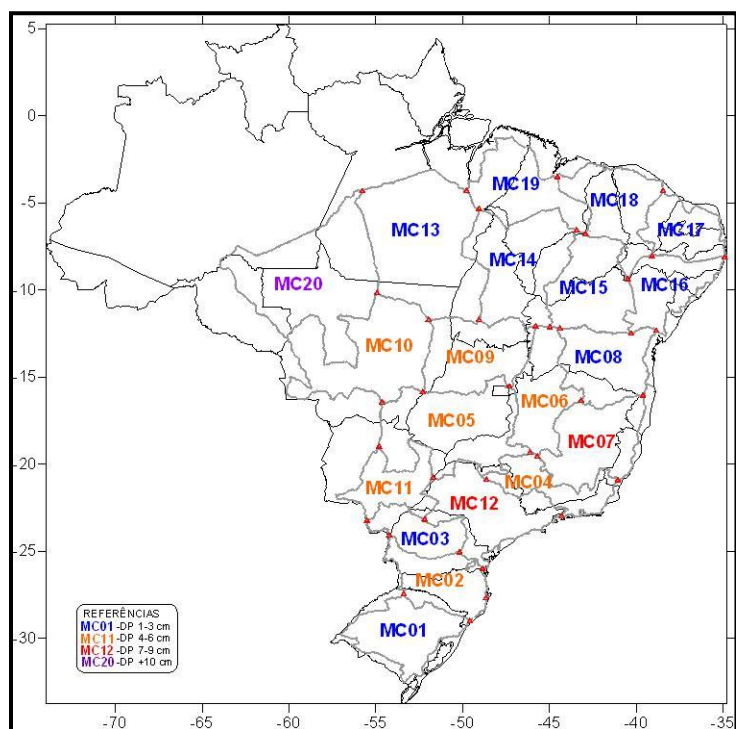 5
0
-5
-10
-15
-20
-25
-30
MC19
MC18
MC17
MC13
MC14
MC16
MC20
MC15
MC10
MC09
MC08
MC06
MC05
MC07
MC04
MC11
MC12
MC03
MC02
MC01
REFERÊNCIAS
MC01 -DP 1-3 cm
MC11 -DP 4-6 cm
MC12 -DP 7-9 cm
MC20 -DP +10 cm
-70 -65 -60 -55 -50 -45 -40 -35